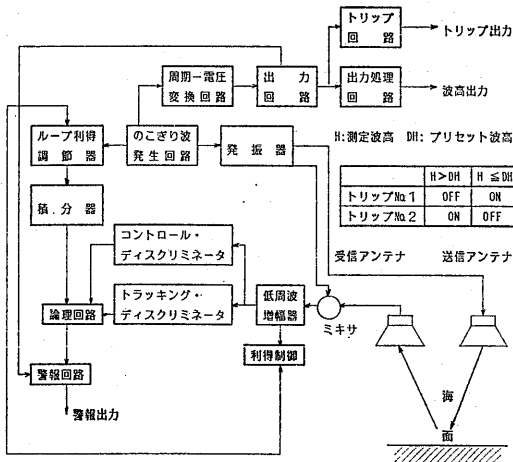 トリップ
回 路
トリップ出力
周期一電圧
変換回路
出 力
回 路
出力処理
回 路
波高出力
H:測定波高 DH: プリセット波高
ループ利得
調 節 器
のこぎり波
発生回路
発 振 器
H>DH H ≦DH
トリップNo.1 OFF ON
トリップNo.2 ON OFF
積.分 器
コントロール・
ディスクリミネータ
受信アンテナ 送信アンテナ
トラッキング・
ディスクリミネータ
低周波
増幅器
論理回路
ミキサ
利得制御
警報回路
警報出力
海
面